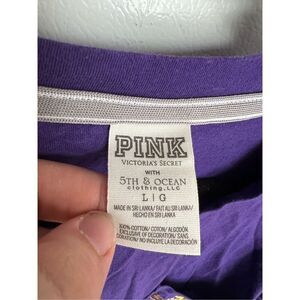 PINK
VICTORIA'S SECRET
WITH
5TH & OCEAN
clothing, LLC
L | G
MADE IN SRI LANKA/ FAIT AU SRI LANKA/
HECHO EN SRI LANKA
100% COTTON/ COTON/ ALGODÓN
EXCLUSIVE OF DECORATION/ SANS
DÉCORATION/ NO INCLUYE LA DECORACIÓN